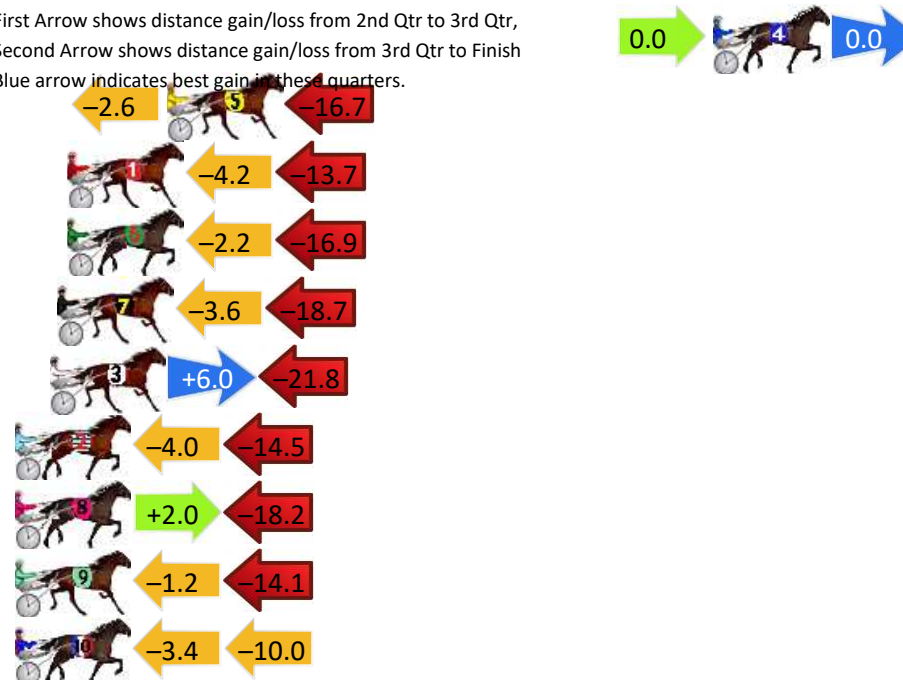 First Arrow shows distance gain/loss from 2nd Qtr to 3rd Qtr,
Second Arrow shows distance gain/loss from 3rd Qtr to Finish
Blue arrow indicates best gain in these quarters.
0.0 4 0.0
–2.6 5 –16.7
1 –4.2 –13.7
6 –2.2 –16.9
7 –3.6 –18.7
3 +6.0 –21.8
2 –4.0 –14.5
8 +2.0 –18.2
9 –1.2 –14.1
10 –3.4 –10.0